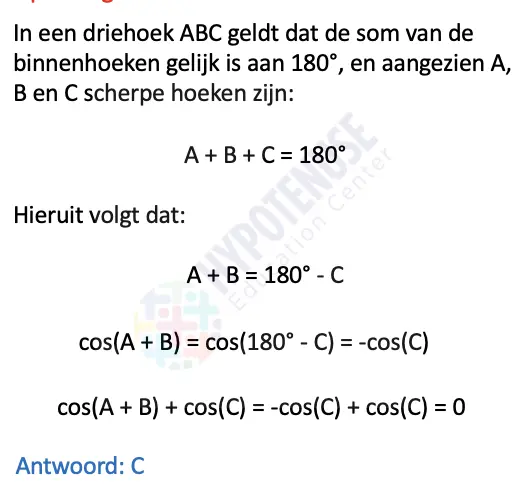 In een driehoek ABC geldt dat de som van de
binnenhoeken gelijk is aan 180°, en aangezien A,
B en C scherpe hoeken zijn:
A + B + C = 180°
Hieruit volgt dat:
A + B = 180° - C
cos(A + B) = cos(180° - C) = -cos(C)
cos(A + B) + cos(C) = -cos(C) + cos(C) = 0
Antwoord: C
HYPOTENUSE
Education Center